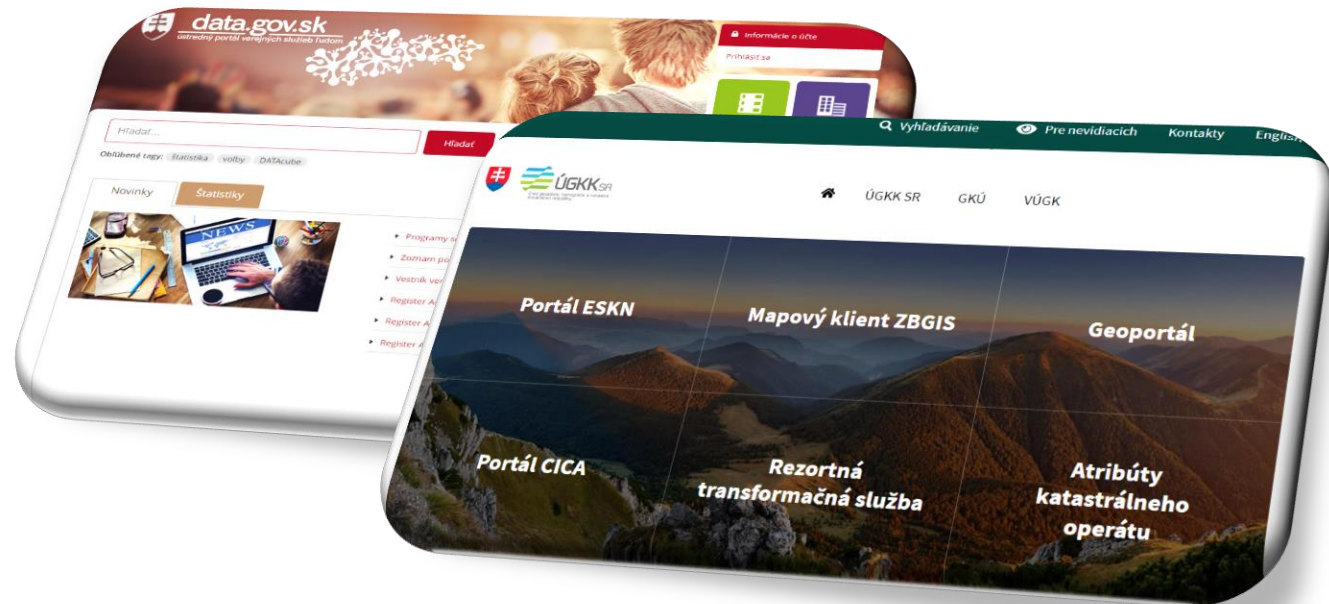 data.gov.sk
ústredný portál verejných služieb ľuďom
Informácie o účte
Prihlásiť sa
Hľadať...
Hľadať
Obľúbené tagy: štatistika voľby DATAcube
Novinky
Štatistiky
NEWS
Programy
Zoznam
Vestník
Register
Register
Register
Vyhľadávanie
Pre nevidiacich
Kontakty
English
ÚGKK SR
ÚGKK SR
GKÚ
VÚGK
Portál ESKN
Mapový klient ZBGIS
Geoportál
Portál CICA
Rezortná
transformačná služba
Atribúty
katastrálneho
operátu